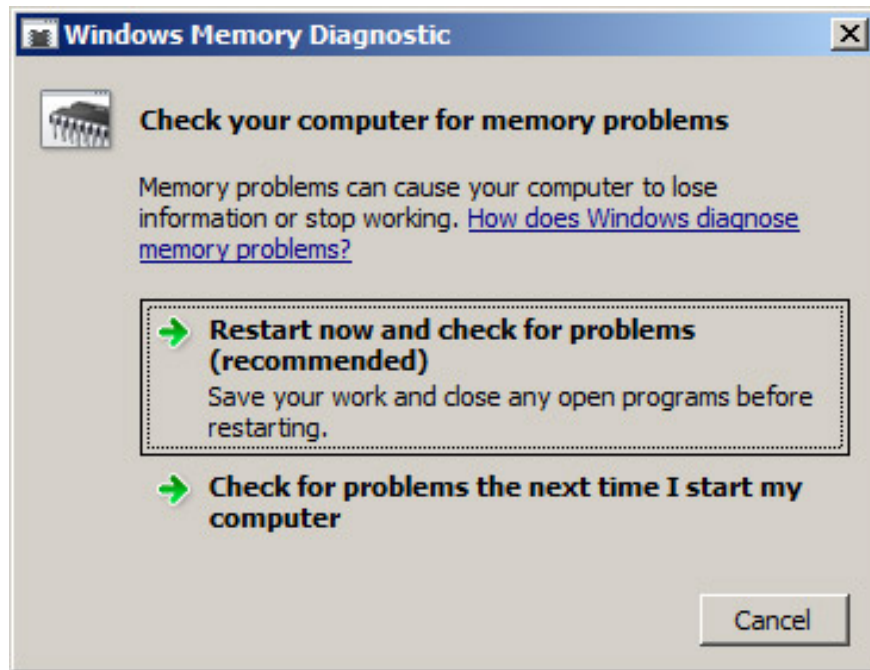 Windows Memory Diagnostic
Check your computer for memory problems
Memory problems can cause your computer to lose
information or stop working. How does Windows diagnose
memory problems?
Restart now and check for problems
(recommended)
Save your work and close any open programs before
restarting.
Check for problems the next time I start my
computer
Cancel